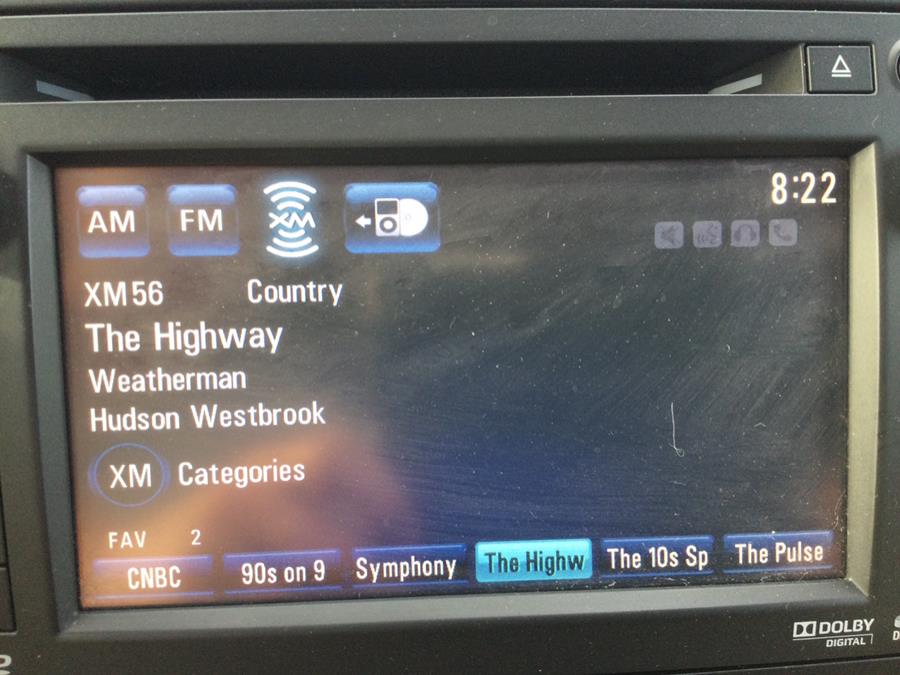 8:22
AM FM XM
XM56 Country
The Highway
Weatherman
Hudson Westbrook
XM Categories
FAV 2
CNBC 90s on 9 Symphony The Highw The 10s Sp The Pulse
DOLBY
DIGITAL